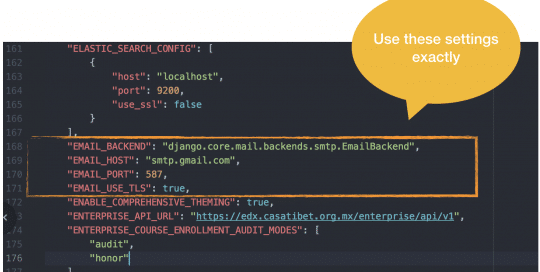 Use these settings
exactly
161 "ELASTIC_SEARCH_CONFIG": [
162 {
163 "host": "localhost",
164 "port": 9200,
165 "use_ssl": false
166 }
167 ],
168 "EMAIL_BACKEND": "django.core.mail.backends.smtp.EmailBackend",
169 "EMAIL_HOST": "smtp.gmail.com",
170 "EMAIL_PORT": 587,
171 "EMAIL_USE_TLS": true,
172 "ENABLE_COMPREHENSIVE_THEMING": true,
3 "ENTERPRISE_API_URL": "https://edx.casatibet.org.mx/enterprise/api/v1",
174 "ENTERPRISE_COURSE_ENROLLMENT_AUDIT_MODES": [
175 "audit",
176 "honor"
],